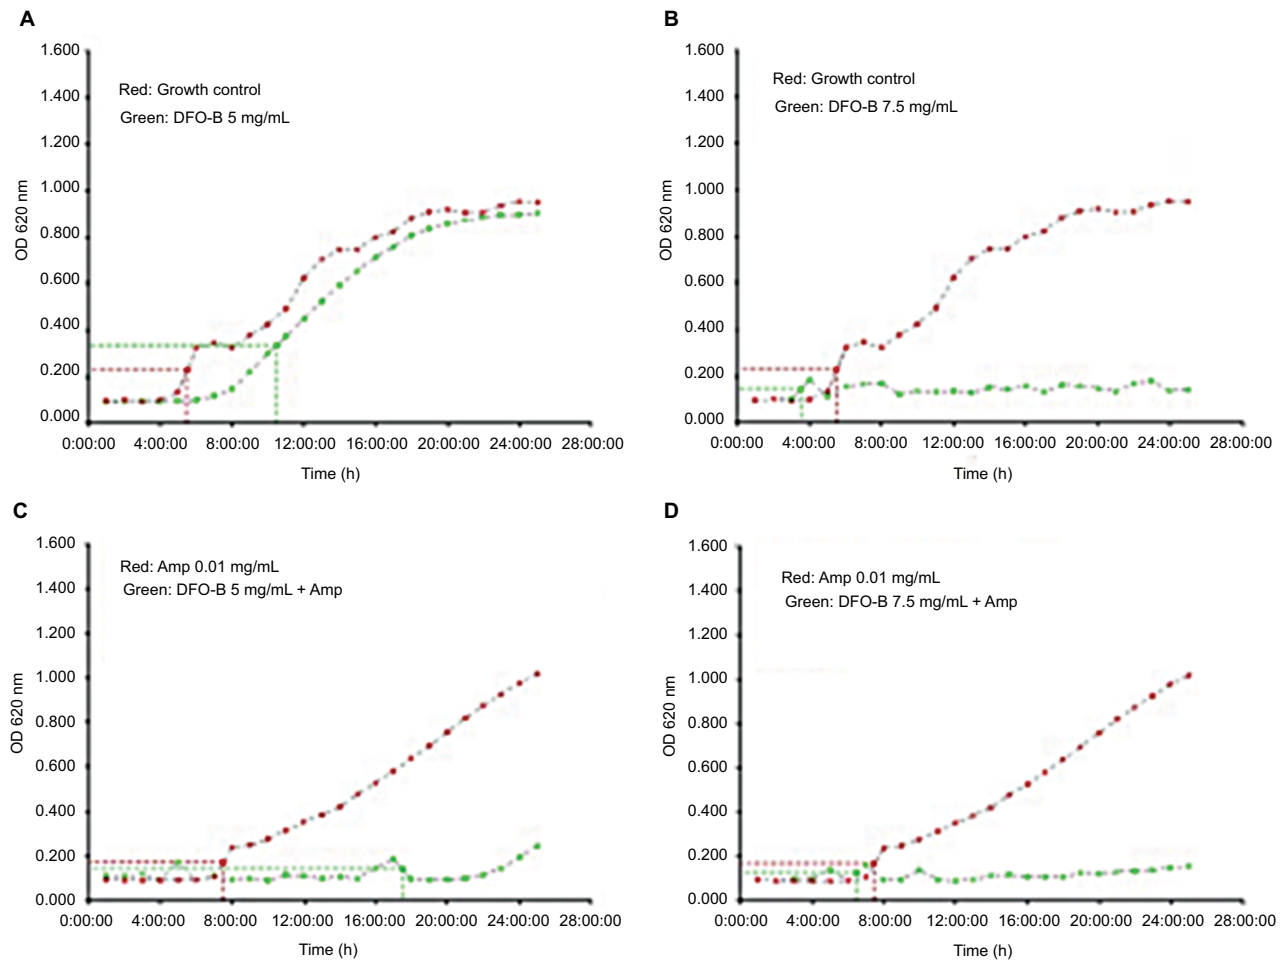 A
1.600
1.400
1.200
1.000
0.800
0.600
0.400
0.200
0.000
OD 620 nm
Red: Growth control
Green: DFO-B 5 mg/mL
0:00:00 4:00:00 8:00:00 12:00:00 16:00:00 20:00:00 24:00:00 28:00:00
Time (h)
B
1.600
1.400
1.200
1.000
0.800
0.600
0.400
0.200
0.000
OD 620 nm
Red: Growth control
Green: DFO-B 7.5 mg/mL
0:00:00 4:00:00 8:00:00 12:00:00 16:00:00 20:00:00 24:00:00 28:00:00
Time (h)
C
1.600
1.400
1.200
1.000
0.800
0.600
0.400
0.200
0.000
OD 620 nm
Red: Amp 0.01 mg/mL
Green: DFO-B 5 mg/mL + Amp
0:00:00 4:00:00 8:00:00 12:00:00 16:00:00 20:00:00 24:00:00 28:00:00
Time (h)
D
1.600
1.400
1.200
1.000
0.800
0.600
0.400
0.200
0.000
OD 620 nm
Red: Amp 0.01 mg/mL
Green: DFO-B 7.5 mg/mL + Amp
0:00:00 4:00:00 8:00:00 12:00:00 16:00:00 20:00:00 24:00:00 28:00:00
Time (h)